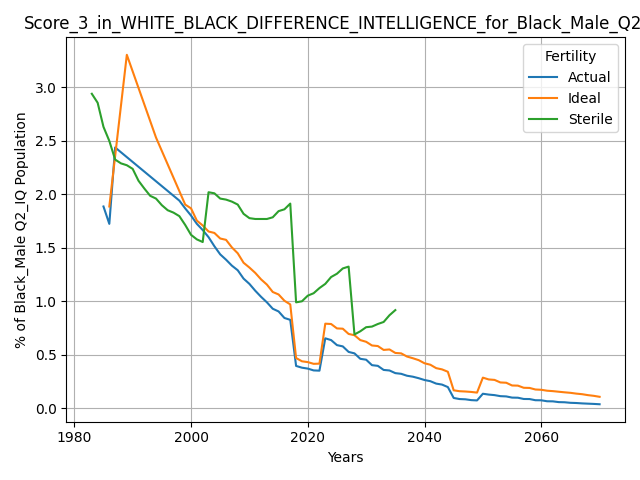 Score_3_in_WHITE_BLACK_DIFFERENCE_INTELLIGENCE_for_Black_Male_Q2
Fertility
Actual
Ideal
Sterile
% of Black_Male Q2_IQ Population
3.0
2.5
2.0
1.5
1.0
0.5
0.0
1980 2000 2020 2040 2060
Years